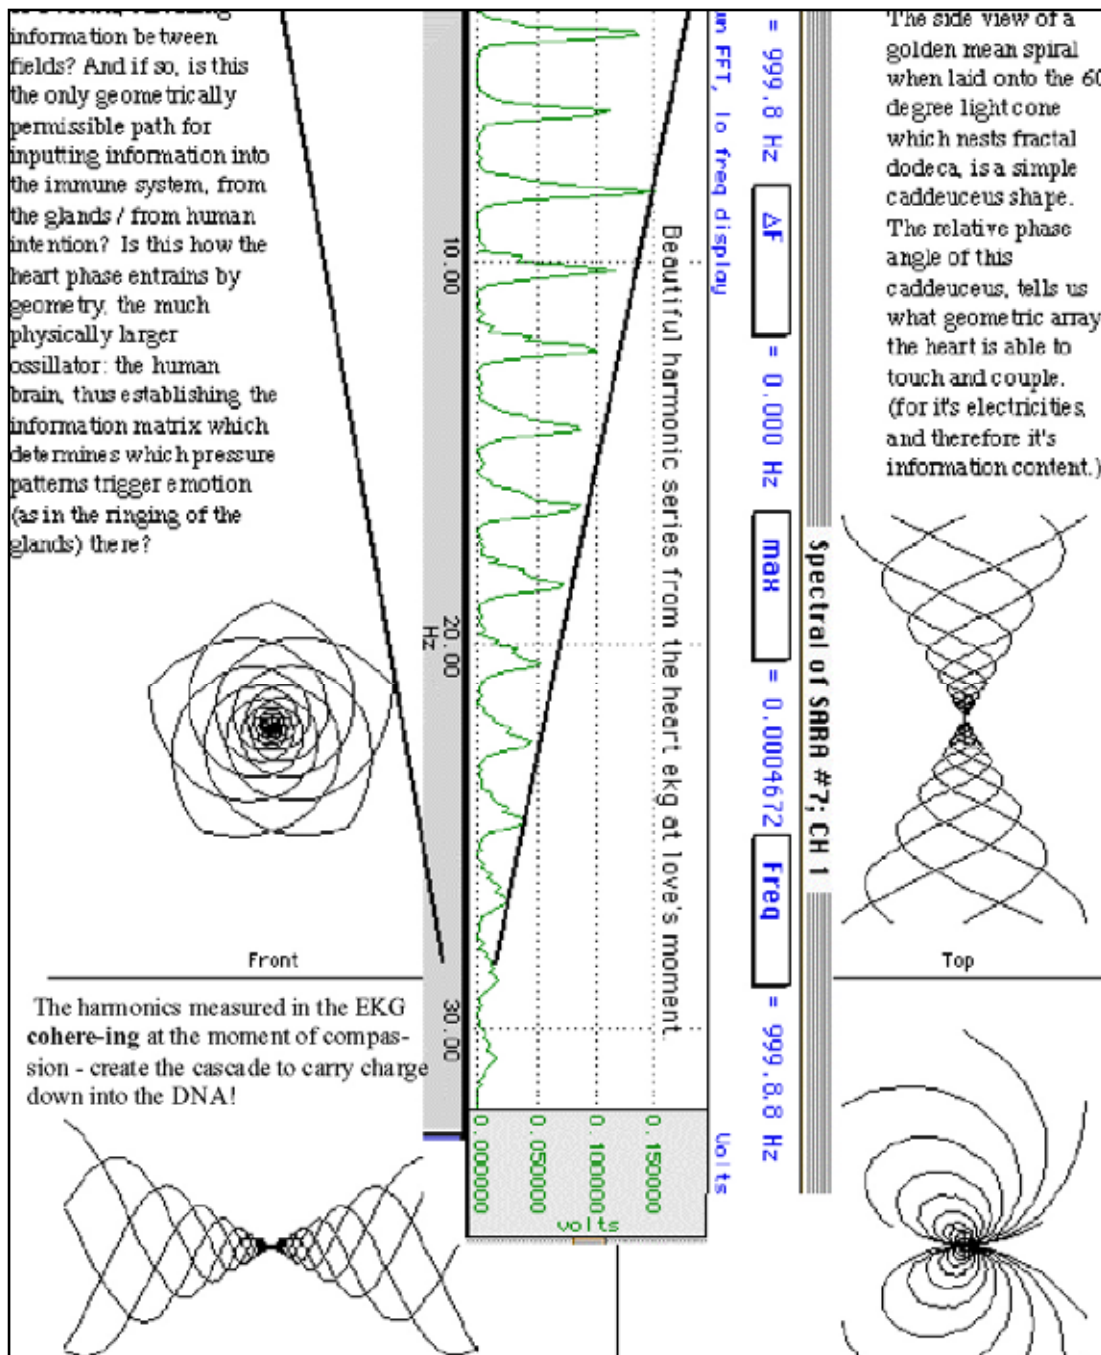 information between
fields? And if so, is this
the only geometrically
permissible path for
inputting information into
the immune system, from
the glands / from human
intention? Is this how the
heart phase entrains by
geometry, the much
physically larger
ossillator: the human
brain, thus establishing the
information matrix which
determines which pressure
patterns trigger emotion
(as in the ringing of the
glands) there?
Front
The harmonics measured in the EKG
cohere-ing at the moment of compas-
sion - create the cascade to carry charge
down into the DNA!
10.00
20.00
30.00
Hz
0.000000
0.050000
0.100000
0.150000
volts
Volts
Beautiful harmonic series from the heart ekg at love's moment.
FFT, lo freq display
= 999.8 Hz
ΔF
= 0.000 Hz
max
= 0.0004672
Freq
= 999.8.8 Hz
Spectral of SARA #7; CH 1
The side view of a
golden mean spiral
when laid onto the 60
degree light cone
which nests fractal
dodeca, is a simple
caddeuceus shape.
The relative phase
angle of this
caddeuceus, tells us
what geometric array
the heart is able to
touch and couple.
(for it's electricities,
and therefore it's
information content.)
Top